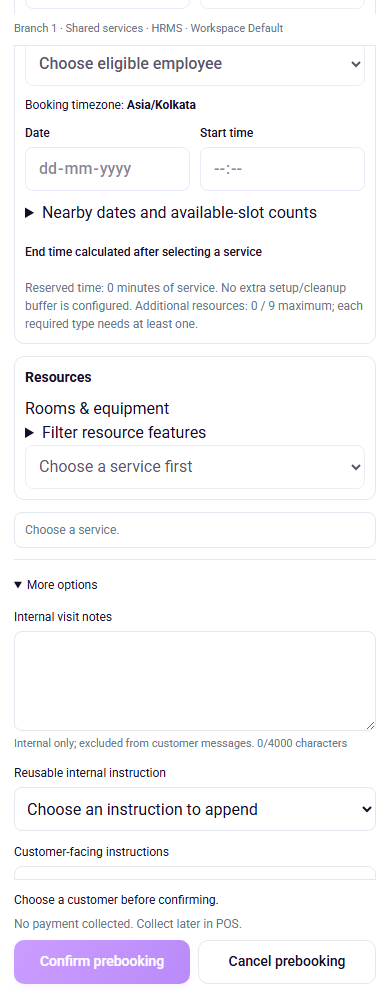 Branch 1 · Shared services · HRMS · Workspace Default
Choose eligible employee
Booking timezone: Asia/Kolkata
Date
Start time
dd-mm-yyyy
--:--
Nearby dates and available-slot counts
End time calculated after selecting a service
Reserved time: 0 minutes of service. No extra setup/cleanup
buffer is configured. Additional resources: 0 / 9 maximum; each
required type needs at least one.
Resources
Rooms & equipment
Filter resource features
Choose a service first
Choose a service.
More options
Internal visit notes
Internal only; excluded from customer messages. 0/4000 characters
Reusable internal instruction
Choose an instruction to append
Customer-facing instructions
Choose a customer before confirming.
No payment collected. Collect later in POS.
Confirm prebooking
Cancel prebooking